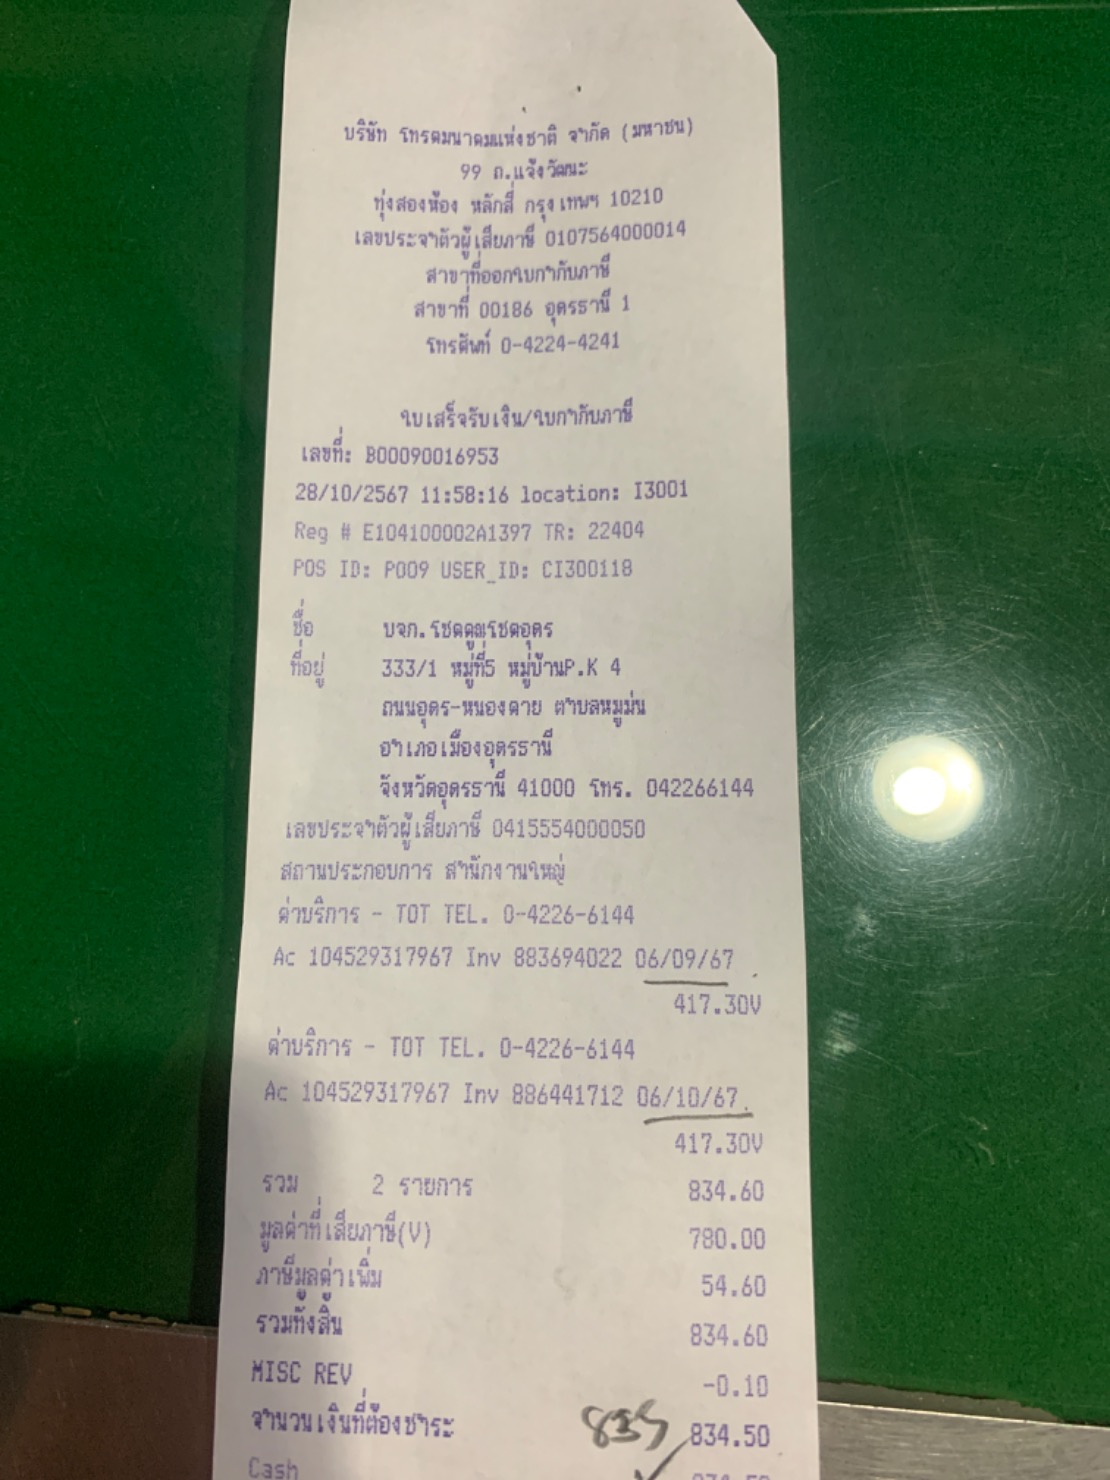 บริษัท โทรคมนาคมแห่งชาติ จำกัด (มหาชน)
99 ถ.แจ้งวัฒนะ
ทุ่งสองห้อง หลักสี่ กรุงเทพฯ 10210
เลขประจำตัวผู้เสียภาษี 0107564000014
สาขาที่ออกใบกำกับภาษี
สาขาที่ 00186 อุดรธานี 1
โทรศัพท์ 0-4224-4241
ใบเสร็จรับเงิน/ใบกำกับภาษี
เลขที่: B00090016953
28/10/2567 11:58:16 location: I3001
Reg # E104100002A1397 TR: 22404
POS ID: P009 USER_ID: CI300118
ชื่อ บจก.โชคคูณโชคอุดร
ที่อยู่ 333/1 หมู่ที่5 หมู่บ้านP.K 4
ถนนอุดร-หนองคาย ตำบลหมูม่น
อำเภอเมืองอุดรธานี
จังหวัดอุดรธานี 41000 โทร. 042266144
เลขประจำตัวผู้เสียภาษี 0415554000050
สถานประกอบการ สำนักงานใหญ่
ค่าบริการ - TOT TEL. 0-4226-6144
Ac 104529317967 Inv 883694022 06/09/67
417.30V
ค่าบริการ - TOT TEL. 0-4226-6144
Ac 104529317967 Inv 886441712 06/10/67
417.30V
รวม 2 รายการ 834.60
มูลค่าที่เสียภาษี(V) 780.00
ภาษีมูลค่าเพิ่ม 54.60
รวมทั้งสิ้น 834.60
MISC REV -0.10
จำนวนเงินที่ต้องชำระ 835 834.50
Cash